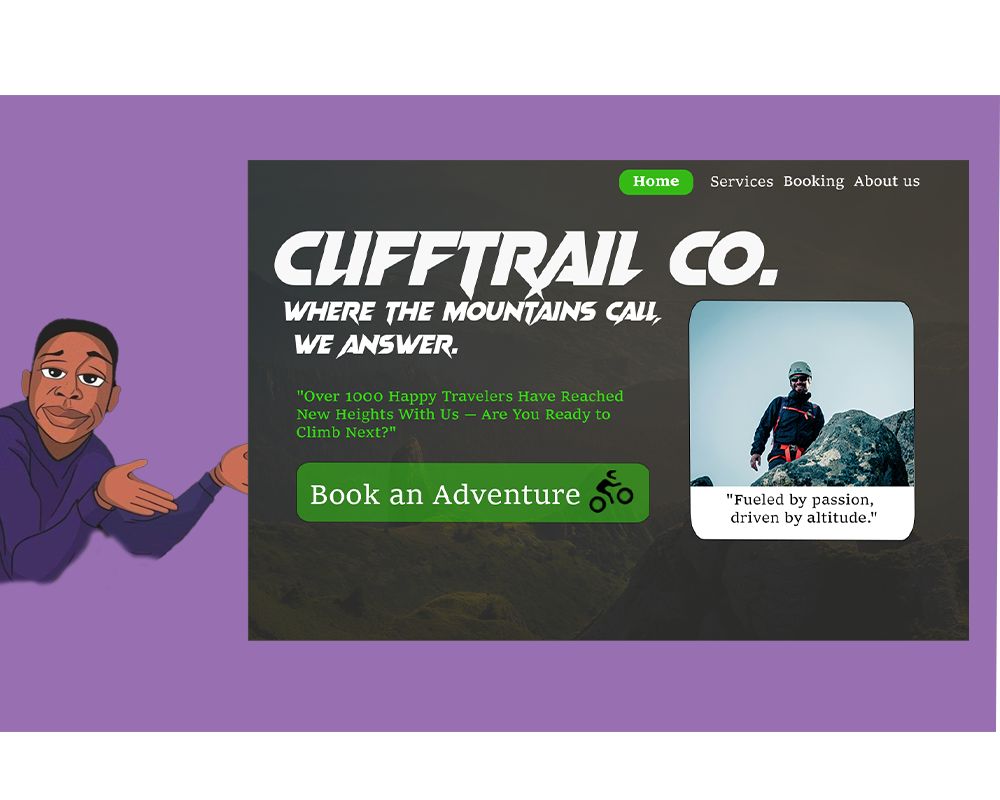 Home Services Booking About us
CLIFFTRAIL CO.
WHERE THE MOUNTAINS CALL,
WE ANSWER.
"Over 1000 Happy Travelers Have Reached
New Heights With Us — Are You Ready to
Climb Next?"
Book an Adventure
"Fueled by passion,
driven by altitude."